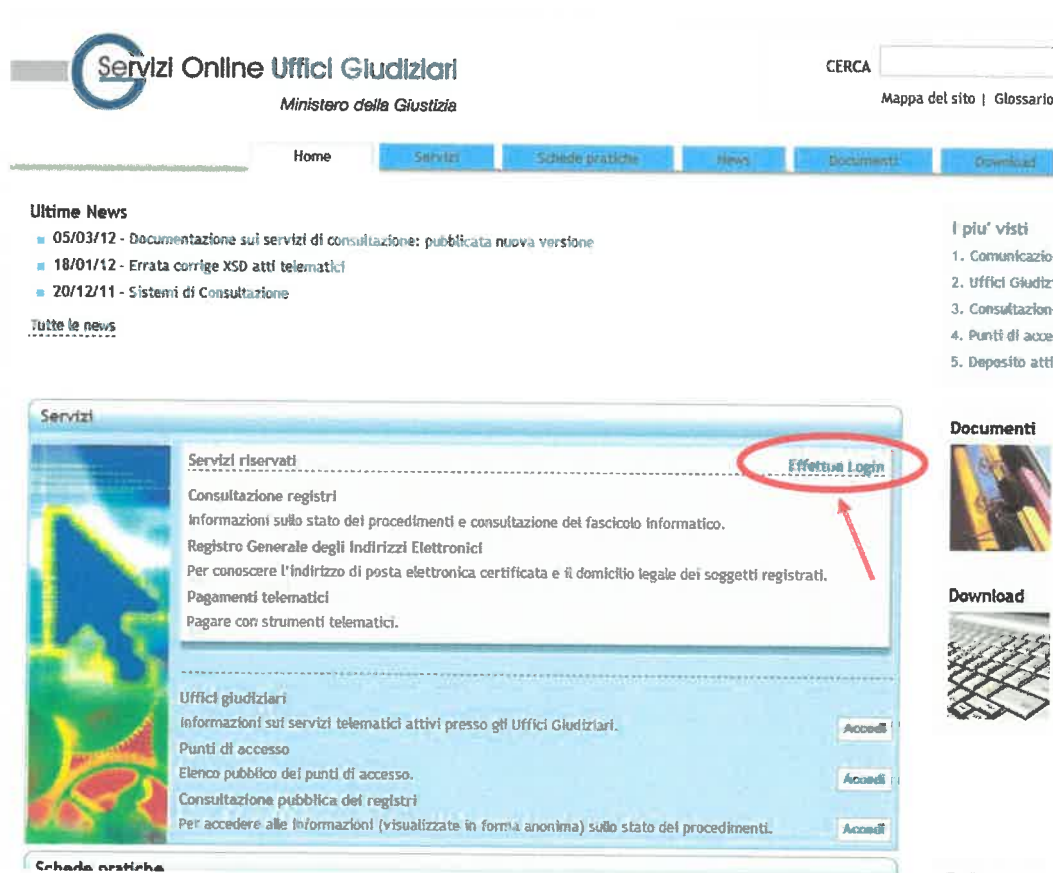 Servizi Online Uffici Giudiziari
Ministero della Giustizia
CERCA
Mappa del sito | Glossario
Home
Servizi
Schede pratiche
News
Documenti
Download
Ultime News
05/03/12 - Documentazione sui servizi di consultazione: pubblicata nuova versione
18/01/12 - Errata corrige XSD atti telematici
20/12/11 - Sistemi di Consultazione
Tutte le news
I piu' visti
1. Comunicazio
2. Uffici Giudiz
3. Consultazion
4. Punti di acce
5. Deposito atti
Servizi
Servizi riservati
Effettua Login
Consultazione registri
Informazioni sullo stato dei procedimenti e consultazione del fascicolo informatico.
Registro Generale degli Indirizzi Elettronici
Per conoscere l'indirizzo di posta elettronica certificata e il domicilio legale dei soggetti registrati.
Pagamenti telematici
Pagare con strumenti telematici.
Uffici giudiziari
Informazioni sui servizi telematici attivi presso gli Uffici Giudiziari.
Accedi
Punti di accesso
Elenco pubblico dei punti di accesso.
Accedi
Consultazione pubblica dei registri
Per accedere alle informazioni (visualizzate in forma anonima) sullo stato dei procedimenti.
Accedi
Documenti
Download
Schede pratiche